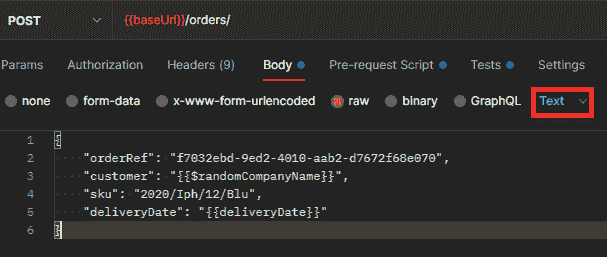 POST {{baseUrl}}/orders/
Params Authorization Headers (9) Body Pre-request Script Tests Settings
none form-data x-www-form-urlencoded raw binary GraphQL Text
1 {
2 "orderRef": "f7032ebd-9ed2-4010-aab2-d7672f68e070",
3 "customer": "{{$randomCompanyName}}",
4 "sku": "2020/Iph/12/Blu",
5 "deliveryDate": "{{deliveryDate}}"
6 }